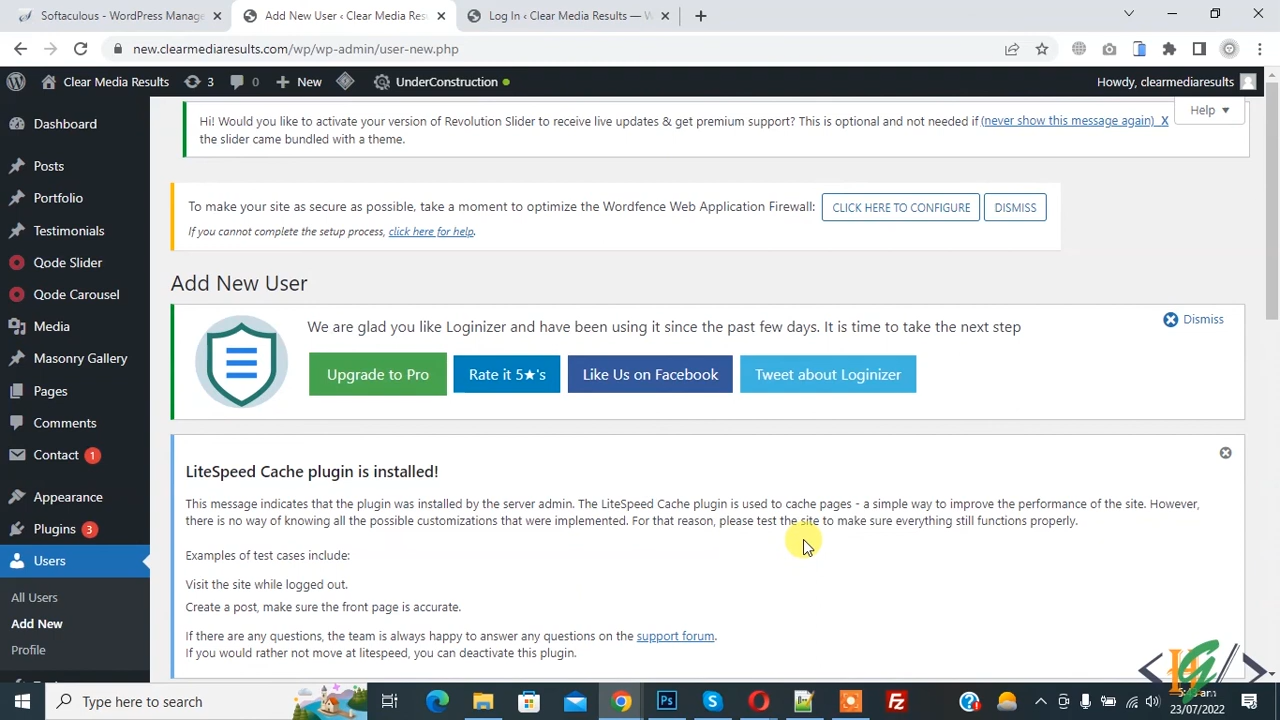 Softaculous - WordPress Manage
Add New User ‹ Clear Media Res
Log In ‹ Clear Media Results — W
new.clearmediaresults.com/wp/wp-admin/user-new.php
Clear Media Results
3
0
New
UnderConstruction
Howdy, clearmediaresults
Help
Dashboard
Posts
Portfolio
Testimonials
Qode Slider
Qode Carousel
Media
Masonry Gallery
Pages
Comments
Contact 1
Appearance
Plugins 3
Users
All Users
Add New
Profile
Hi! Would you like to activate your version of Revolution Slider to receive live updates & get premium support? This is optional and not needed if
the slider came bundled with a theme.
(never show this message again) X
To make your site as secure as possible, take a moment to optimize the Wordfence Web Application Firewall:
CLICK HERE TO CONFIGURE
DISMISS
If you cannot complete the setup process, click here for help.
Add New User
We are glad you like Loginizer and have been using it since the past few days. It is time to take the next step
Dismiss
Upgrade to Pro
Rate it 5★'s
Like Us on Facebook
Tweet about Loginizer
LiteSpeed Cache plugin is installed!
This message indicates that the plugin was installed by the server admin. The LiteSpeed Cache plugin is used to cache pages - a simple way to improve the performance of the site. However,
there is no way of knowing all the possible customizations that were implemented. For that reason, please test the site to make sure everything still functions properly.
Examples of test cases include:
Visit the site while logged out.
Create a post, make sure the front page is accurate.
If there are any questions, the team is always happy to answer any questions on the support forum.
If you would rather not move at litespeed, you can deactivate this plugin.
Type here to search
23/07/2022